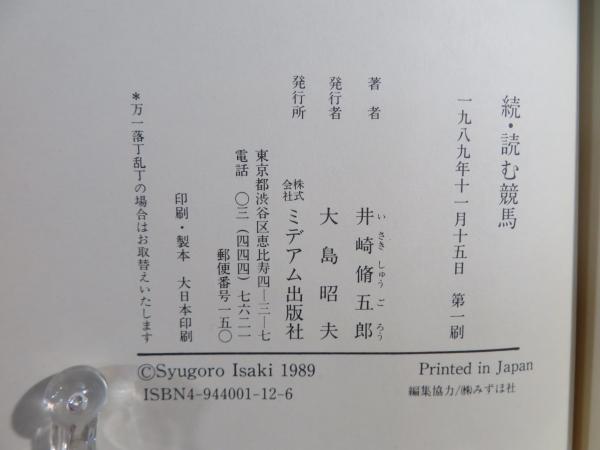 続・読む競馬
一九八九年十一月十五日 第一刷
著者 井崎脩五郎
いさきしゅうごろう
発行者 大島昭夫
発行所 株式会社 ミデアム出版社
東京都渋谷区恵比寿四―三―七
郵便番号一五〇
電話 〇三(四四四)七六二一
印刷・製本 大日本印刷
*万一落丁乱丁の場合はお取替えいたします
©Syugoro Isaki 1989
Printed in Japan
ISBN4-944001-12-6
編集協力/㈱みずほ社